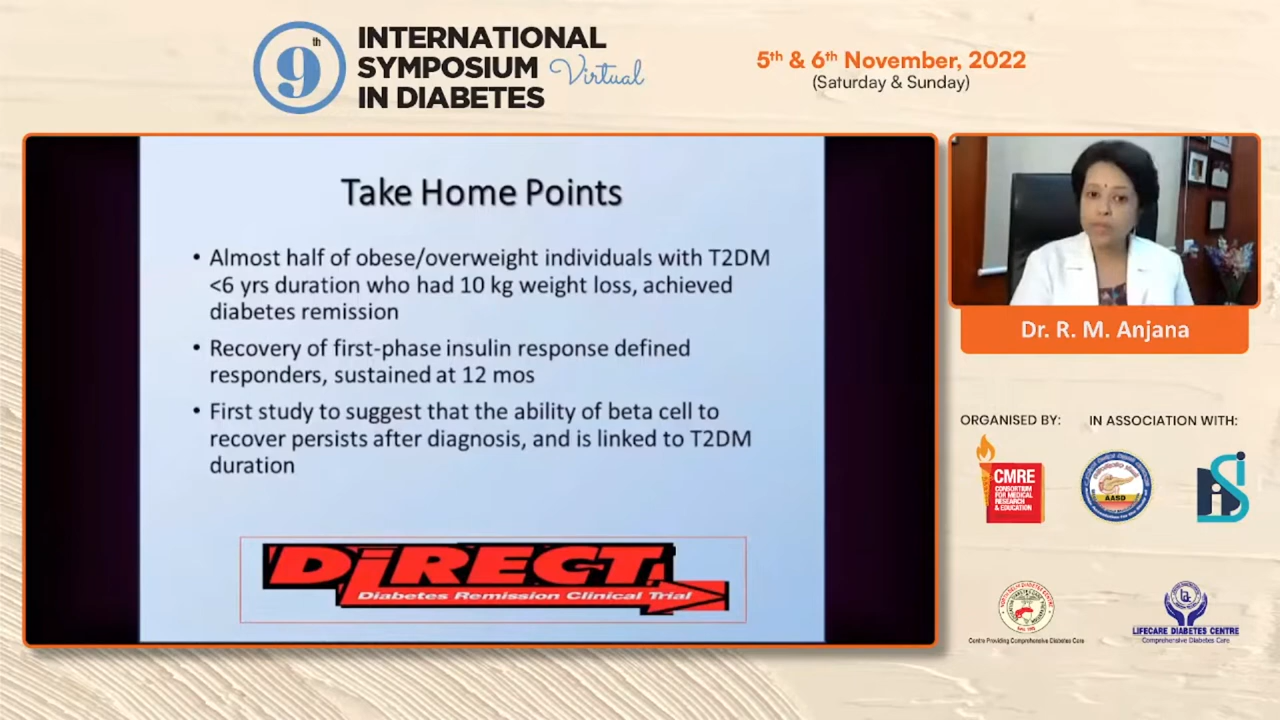 9th
INTERNATIONAL
SYMPOSIUM Virtual
IN DIABETES
5th & 6th November, 2022
(Saturday & Sunday)
Take Home Points
• Almost half of obese/overweight individuals with T2DM
<6 yrs duration who had 10 kg weight loss, achieved
diabetes remission
• Recovery of first-phase insulin response defined
responders, sustained at 12 mos
• First study to suggest that the ability of beta cell to
recover persists after diagnosis, and is linked to T2DM
duration
DiRECT
Diabetes Remission Clinical Trial
Dr. R. M. Anjana
ORGANISED BY:
IN ASSOCIATION WITH:
CMRE
CONSORTIUM
FOR MEDICAL
RESEARCH
& EDUCATION
AASD
Centre Providing Comprehensive Diabetes Care
LIFECARE DIABETES CENTRE
Comprehensive Diabetes Care